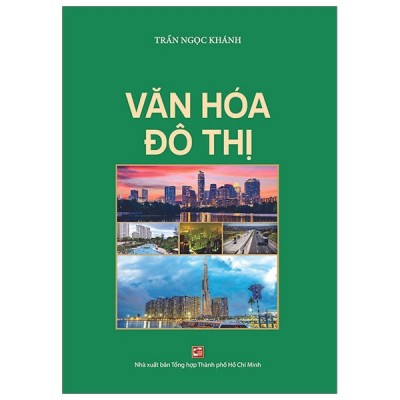 TRẦN NGỌC KHÁNH
VĂN HÓA
ĐÔ THỊ
Nhà xuất bản Tổng hợp Thành phố Hồ Chí Minh